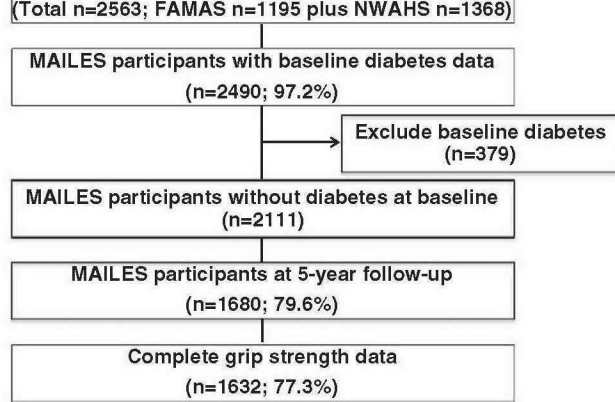 (Total n=2563; FAMAS n=1195 plus NWAHS n=1368)
MAILES participants with baseline diabetes data
(n=2490; 97.2%)
Exclude baseline diabetes
(n=379)
MAILES participants without diabetes at baseline
(n=2111)
MAILES participants at 5-year follow-up
(n=1680; 79.6%)
Complete grip strength data
(n=1632; 77.3%)